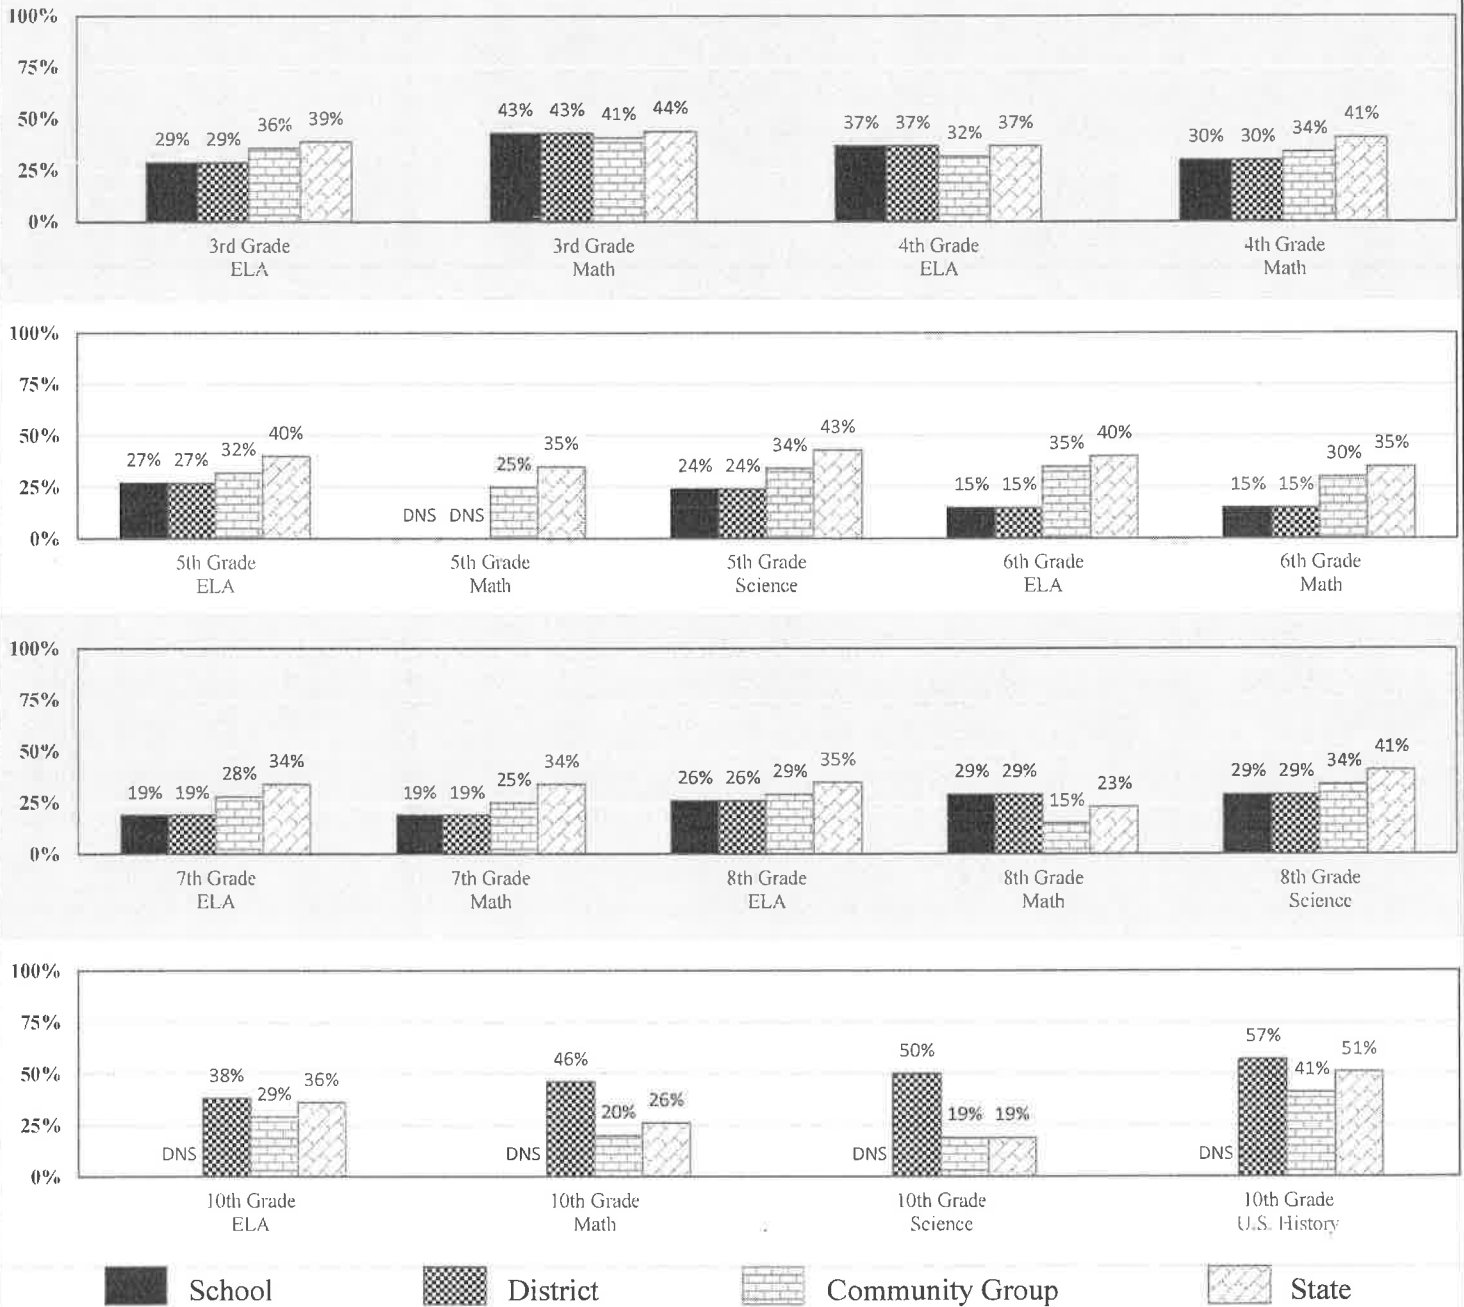 100%
75%
50%
25%
0%
29% 29% 36% 39%
43% 43% 41% 44%
37% 37% 32% 37%
30% 30% 34% 41%
3rd Grade
ELA
3rd Grade
Math
4th Grade
ELA
4th Grade
Math
100%
75%
50%
25%
0%
27% 27% 32% 40%
DNS DNS 25% 35%
24% 24% 34% 43%
15% 15% 35% 40%
15% 15% 30% 35%
5th Grade
ELA
5th Grade
Math
5th Grade
Science
6th Grade
ELA
6th Grade
Math
100%
75%
50%
25%
0%
19% 19% 28% 34%
19% 19% 25% 34%
26% 26% 29% 35%
29% 29% 15% 23%
29% 29% 34% 41%
7th Grade
ELA
7th Grade
Math
8th Grade
ELA
8th Grade
Math
8th Grade
Science
100%
75%
50%
25%
0%
DNS 38% 29% 36%
DNS 46% 20% 26%
DNS 50% 19% 19%
DNS 57% 41% 51%
10th Grade
ELA
10th Grade
Math
10th Grade
Science
10th Grade
U.S. History
School District Community Group State